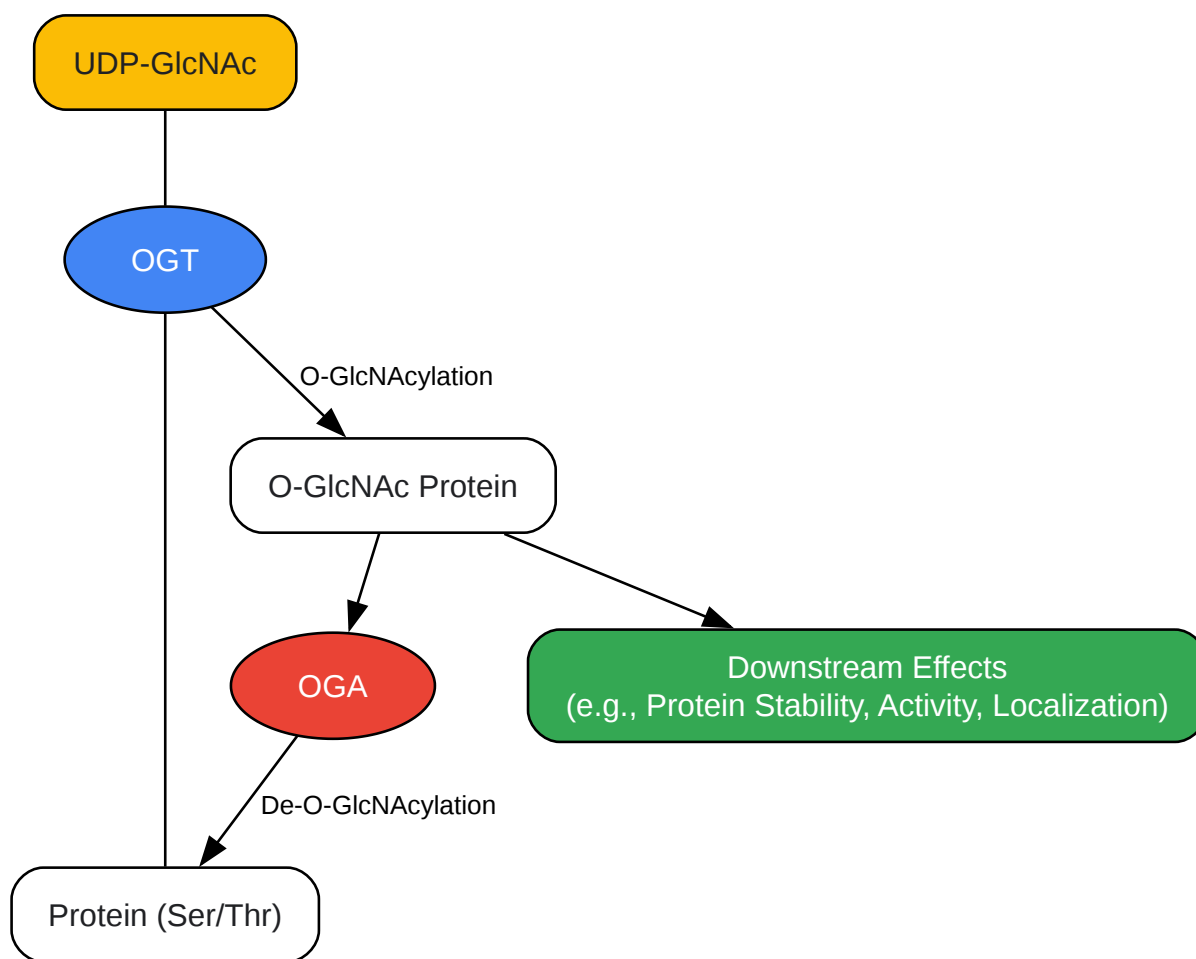 UDP-GlcNAc
OGT
O-GlcNAcylation
O-GlcNAc Protein
OGA
Downstream Effects
(e.g., Protein Stability, Activity, Localization)
De-O-GlcNAcylation
Protein (Ser/Thr)